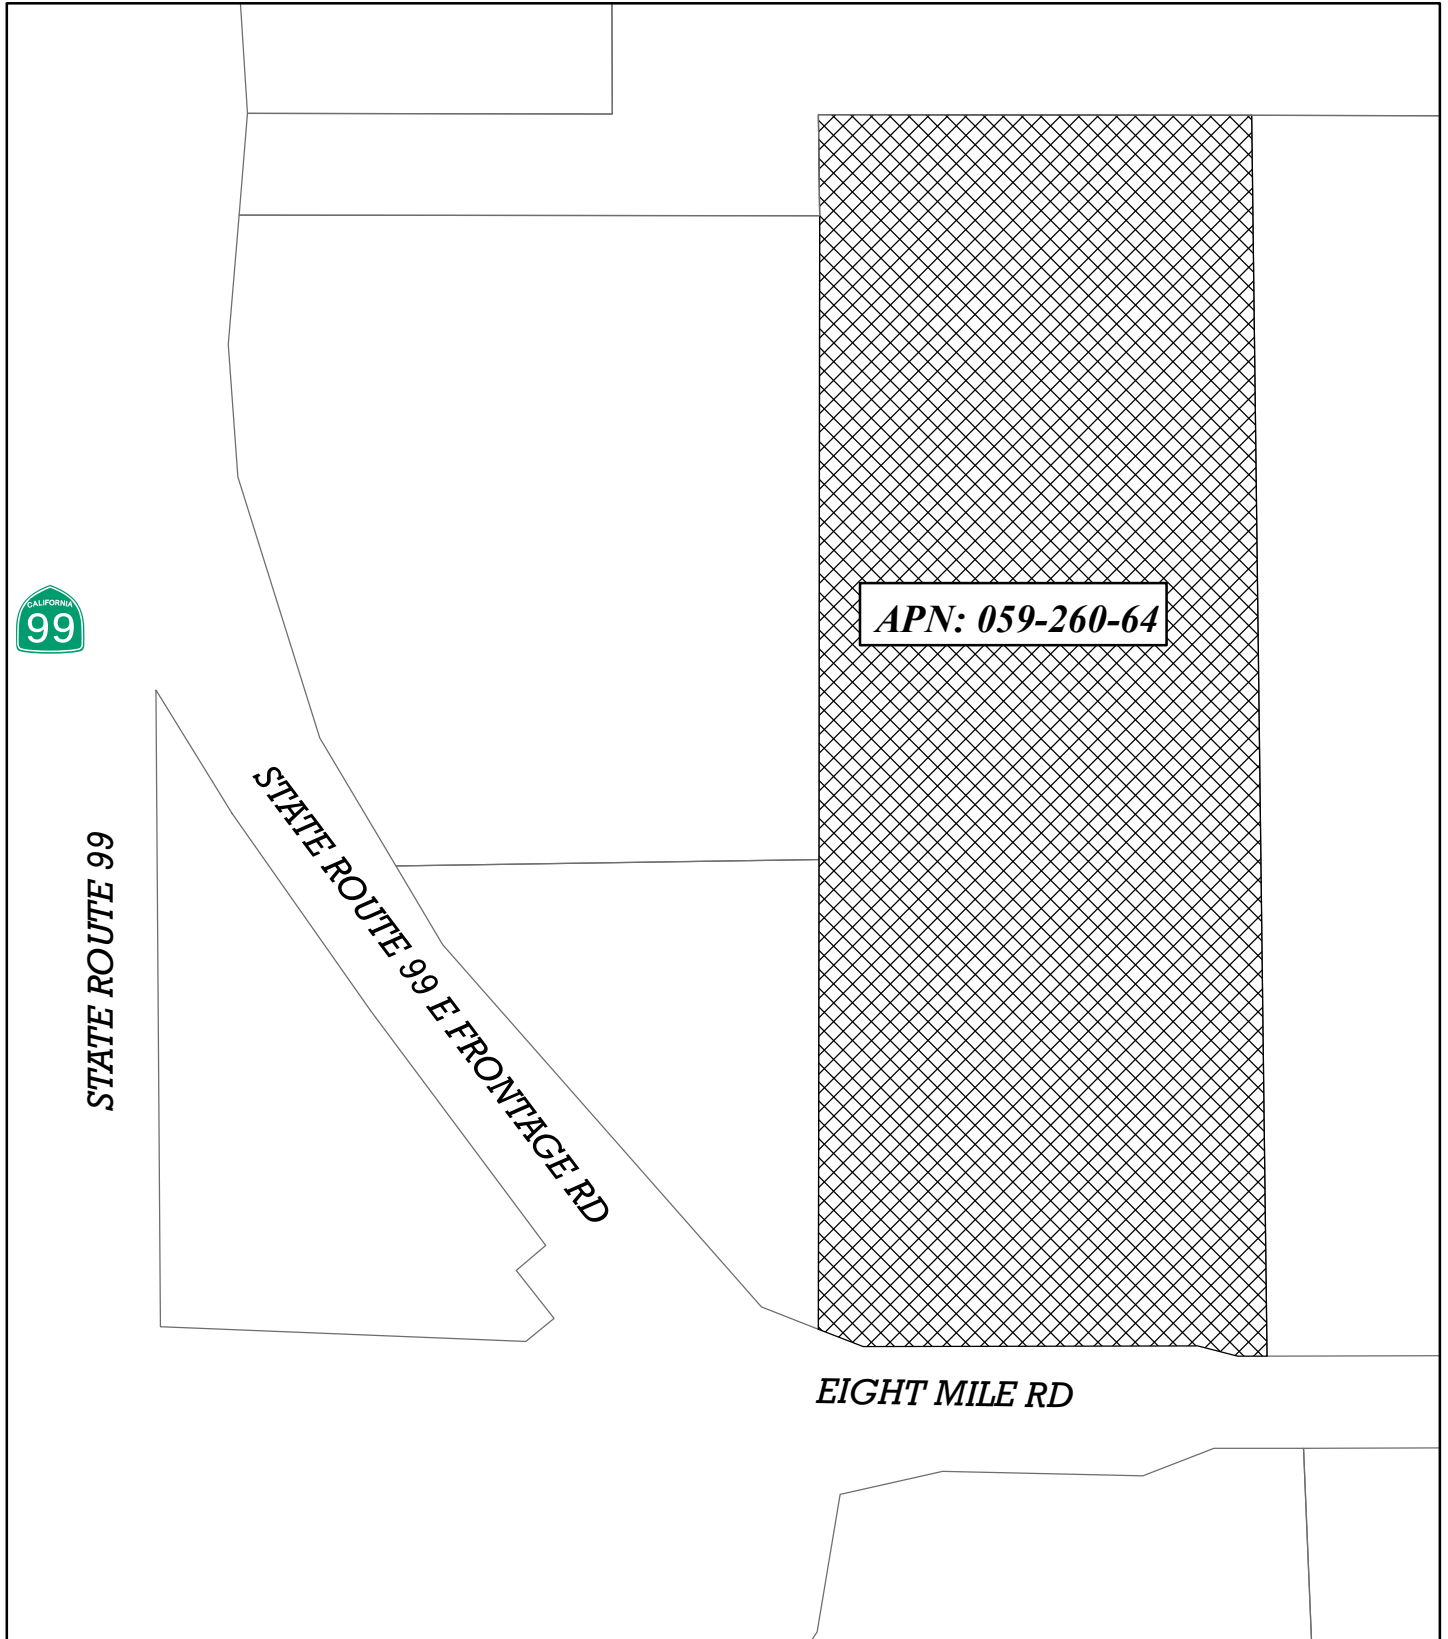 CALIFORNIA
99
APN: 059-260-64
STATE ROUTE 99
STATE ROUTE 99 E FRONTAGE RD
EIGHT MILE RD